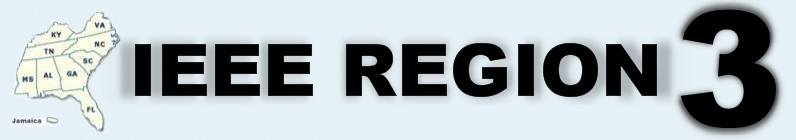 VA
KY
NC
TN
SC
MS AL GA
FL
Jamaica
IEEE REGION 3